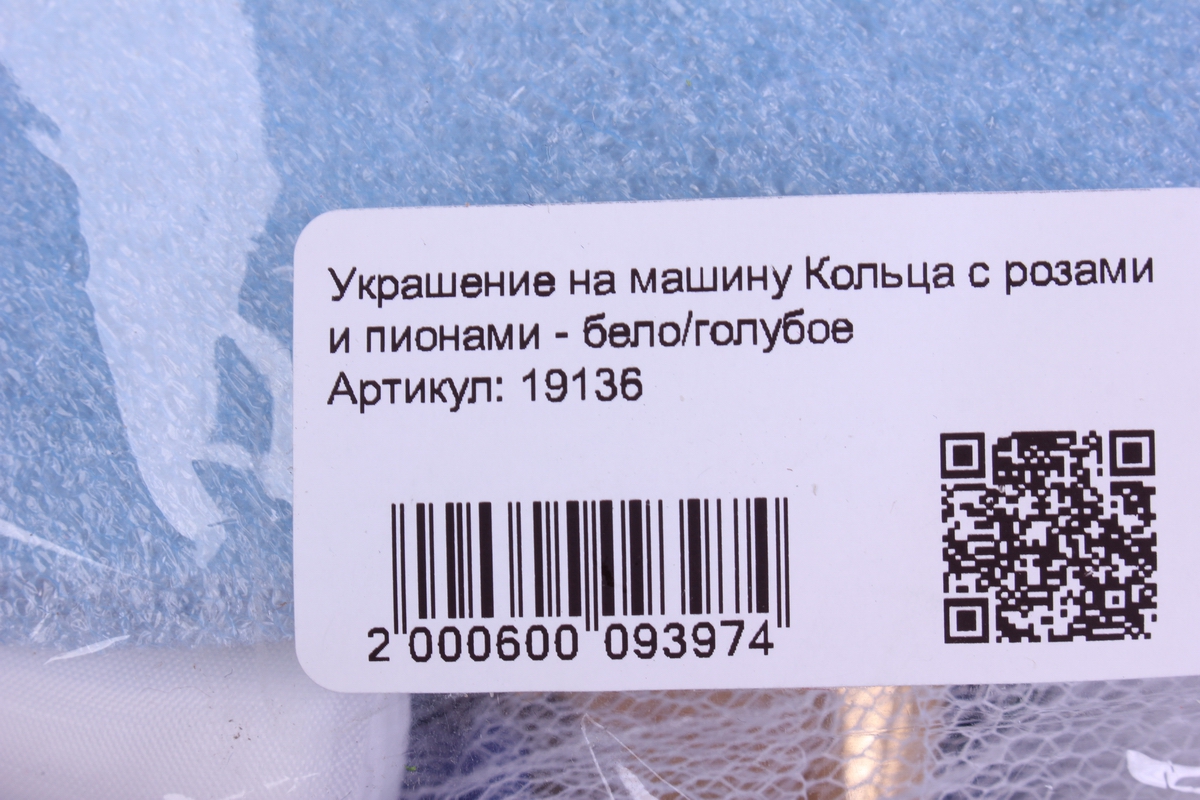 Украшение на машину Кольца с розами
и пионами - бело/голубое
Артикул: 19136
2 000600 093974